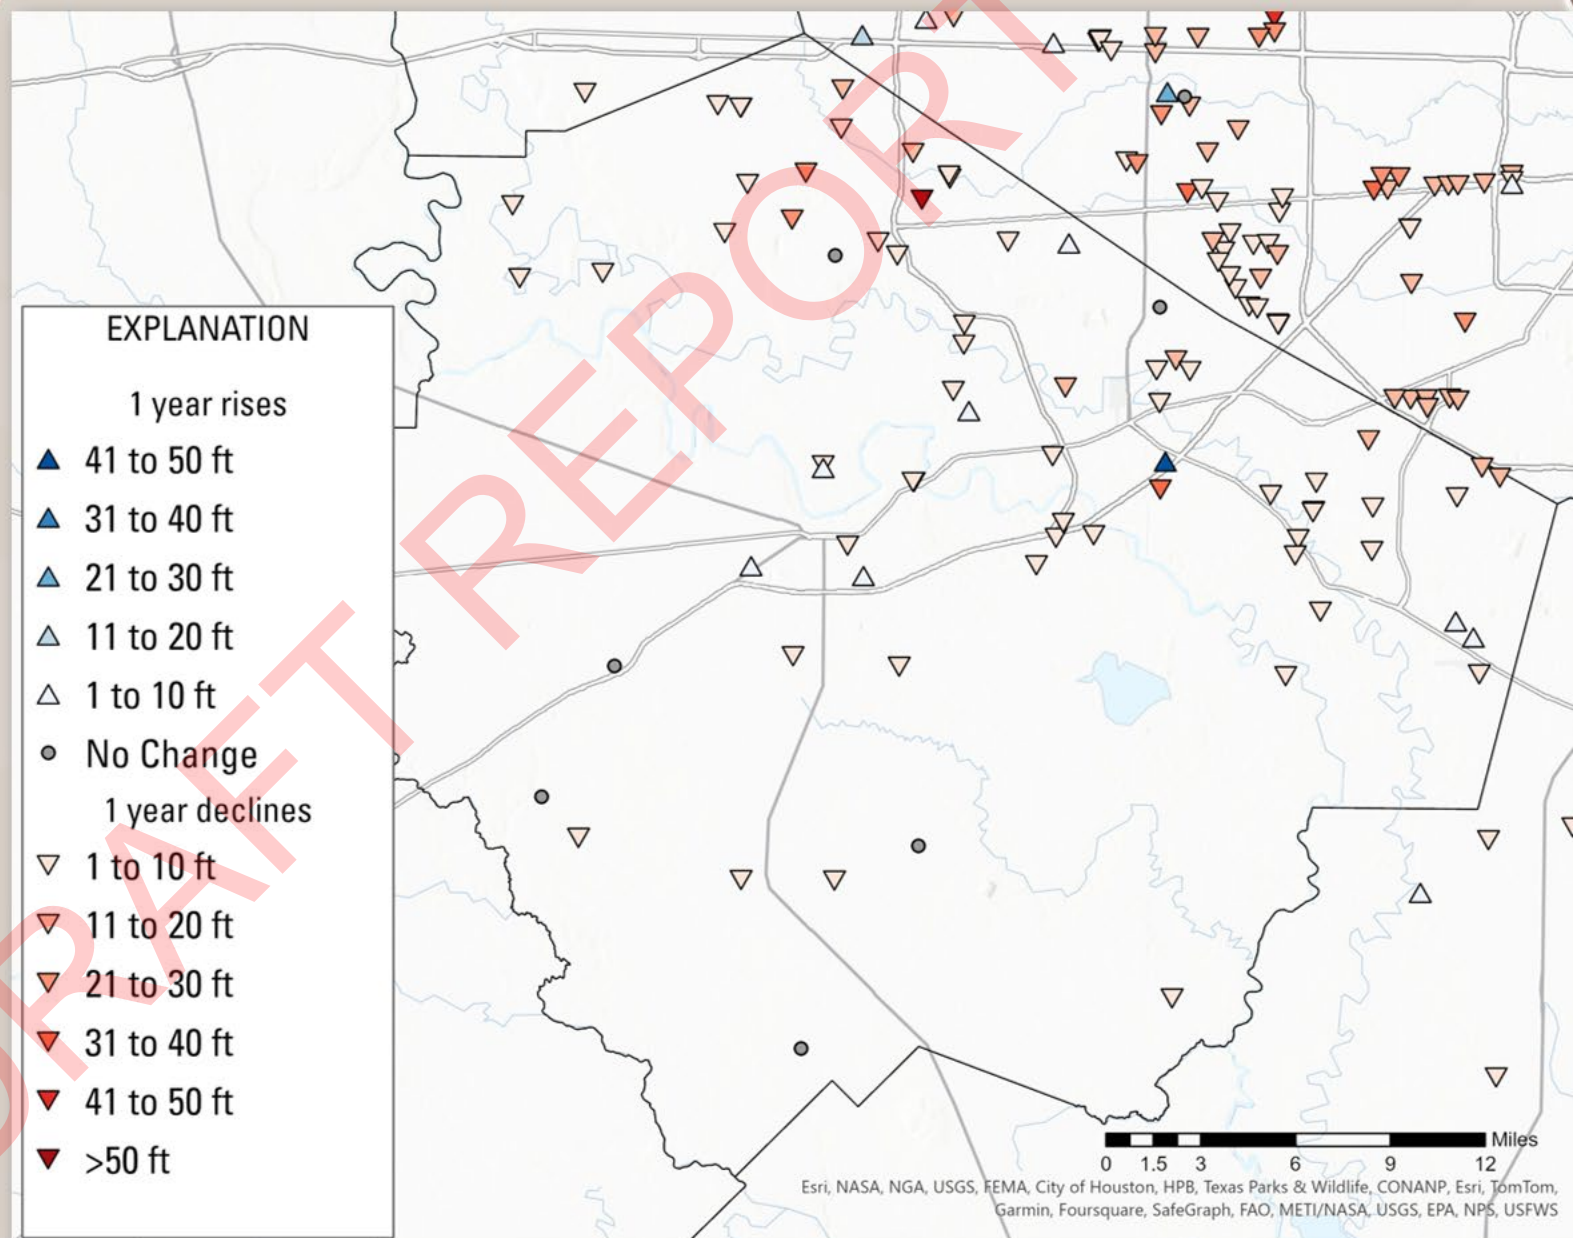 DRAFT REPORT
EXPLANATION
1 year rises
41 to 50 ft
31 to 40 ft
21 to 30 ft
11 to 20 ft
1 to 10 ft
No Change
1 year declines
1 to 10 ft
11 to 20 ft
21 to 30 ft
31 to 40 ft
41 to 50 ft
>50 ft
Miles
0 1.5 3 6 9 12
Esri, NASA, NGA, USGS, FEMA, City of Houston, HPB, Texas Parks & Wildlife, CONANP, Esri, TomTom,
Garmin, Foursquare, SafeGraph, FAO, METI/NASA, USGS, EPA, NPS, USFWS